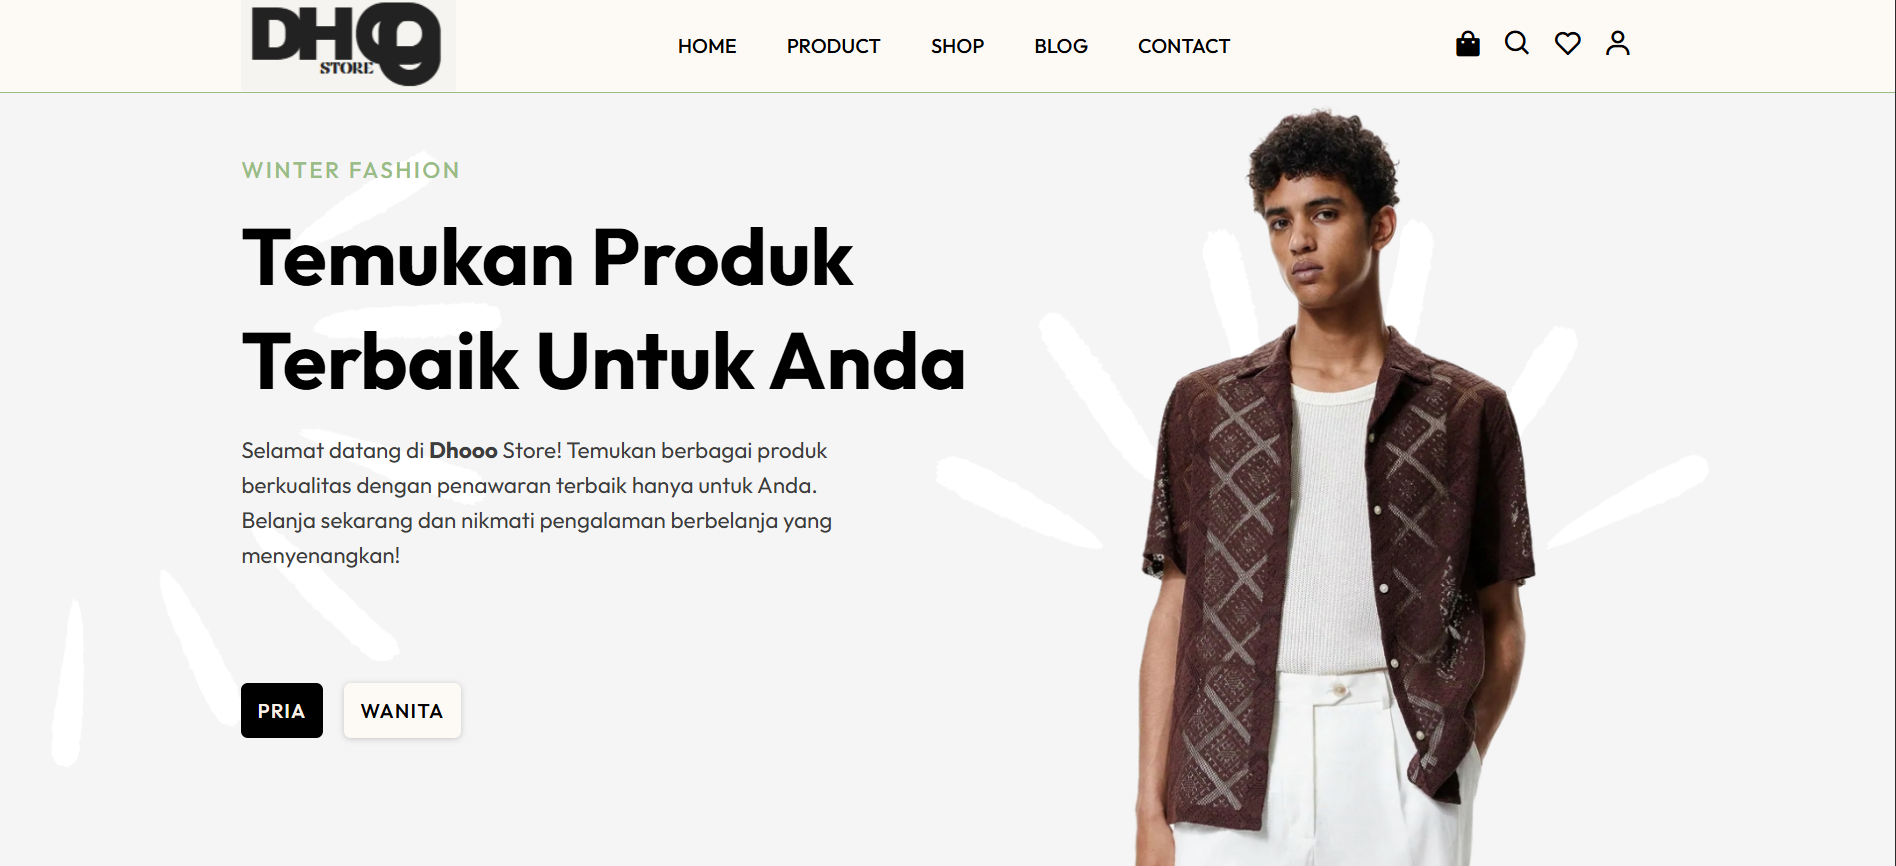 DHOO
STORE
HOME PRODUCT SHOP BLOG CONTACT
WINTER FASHION
Temukan Produk
Terbaik Untuk Anda
Selamat datang di Dhooo Store! Temukan berbagai produk
berkualitas dengan penawaran terbaik hanya untuk Anda.
Belanja sekarang dan nikmati pengalaman berbelanja yang
menyenangkan!
PRIA WANITA